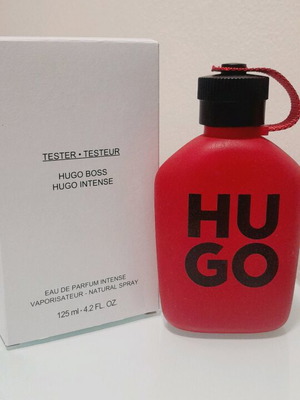 TESTER • TESTEUR
HUGO BOSS
HUGO INTENSE
EAU DE PARFUM INTENSE
VAPORISATEUR - NATURAL SPRAY
125 ml - 4.2 FL. OZ.
HU
GO